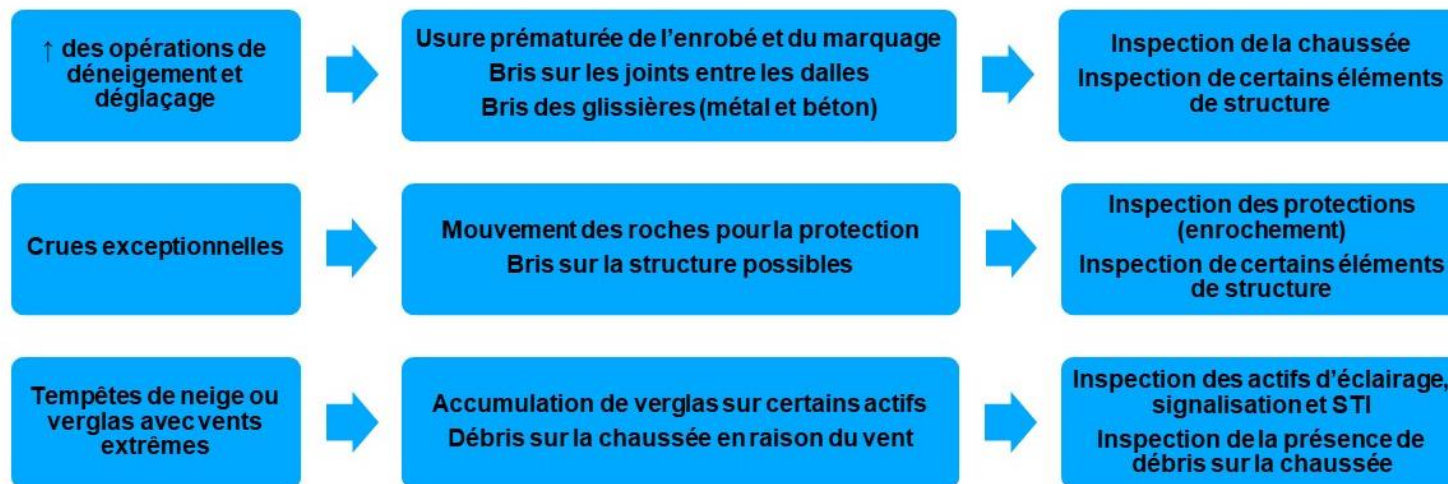 ↑ des opérations de
déneigement et
déglaçage
Usure prématurée de l'enrobé et du marquage
Bris sur les joints entre les dalles
Bris des glissières (métal et béton)
Inspection de la chaussée
Inspection de certains éléments
de structure
Crues exceptionnelles
Mouvement des roches pour la protection
Bris sur la structure possibles
Inspection des protections
(enrochement)
Inspection de certains éléments
de structure
Tempêtes de neige ou
verglas avec vents
extrêmes
Accumulation de verglas sur certains actifs
Débris sur la chaussée en raison du vent
Inspection des actifs d'éclairage,
signalisation et STI
Inspection de la présence de
débris sur la chaussée